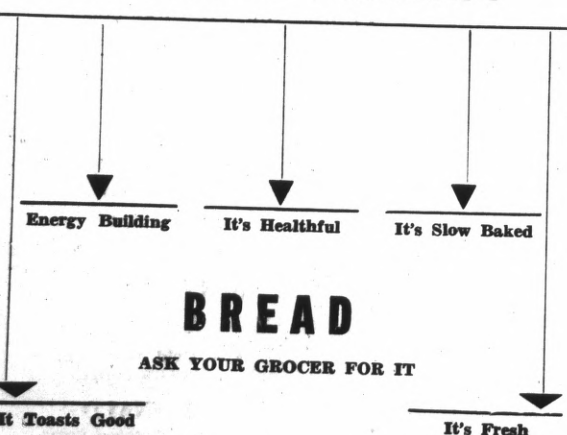 Energy Building
It's Healthful
It's Slow Baked
BREAD
ASK YOUR GROCER FOR IT
It Toasts Good
It's Fresh